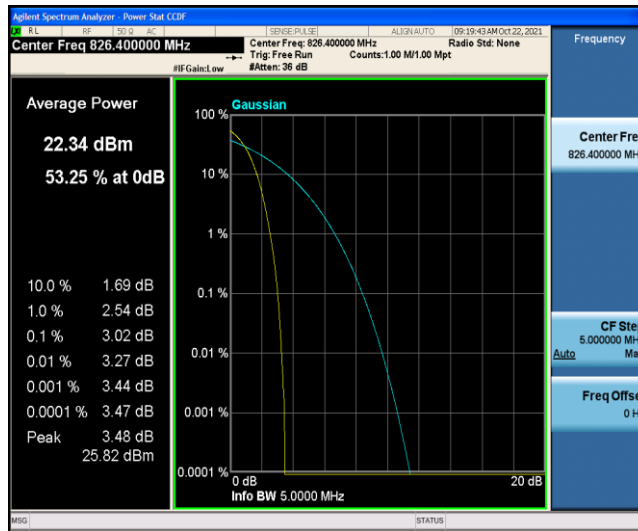 Agilent Spectrum Analyzer - Power Stat CCDF
RL RF 50 Ω AC SENSE:PULSE ALIGN AUTO 09:19:43 AM Oct 22, 2021
Center Freq 826.400000 MHz
Center Freq: 826.400000 MHz Radio Std: None
Trig: Free Run Counts:1.00 M/1.00 Mpt
#IFGain:Low #Atten: 36 dB
Frequency
Average Power
22.34 dBm
53.25 % at 0dB
10.0 % 1.69 dB
1.0 % 2.54 dB
0.1 % 3.02 dB
0.01 % 3.27 dB
0.001 % 3.44 dB
0.0001 % 3.47 dB
Peak 3.48 dB
25.82 dBm
Gaussian
100 %
10 %
1 %
0.1 %
0.01 %
0.001 %
0.0001 %
0 dB 20 dB
Info BW 5.0000 MHz
Center Fre
826.400000 MH
CF Ste
5.000000 MH
Auto Ma
Freq Offse
0 H
MSG STATUS